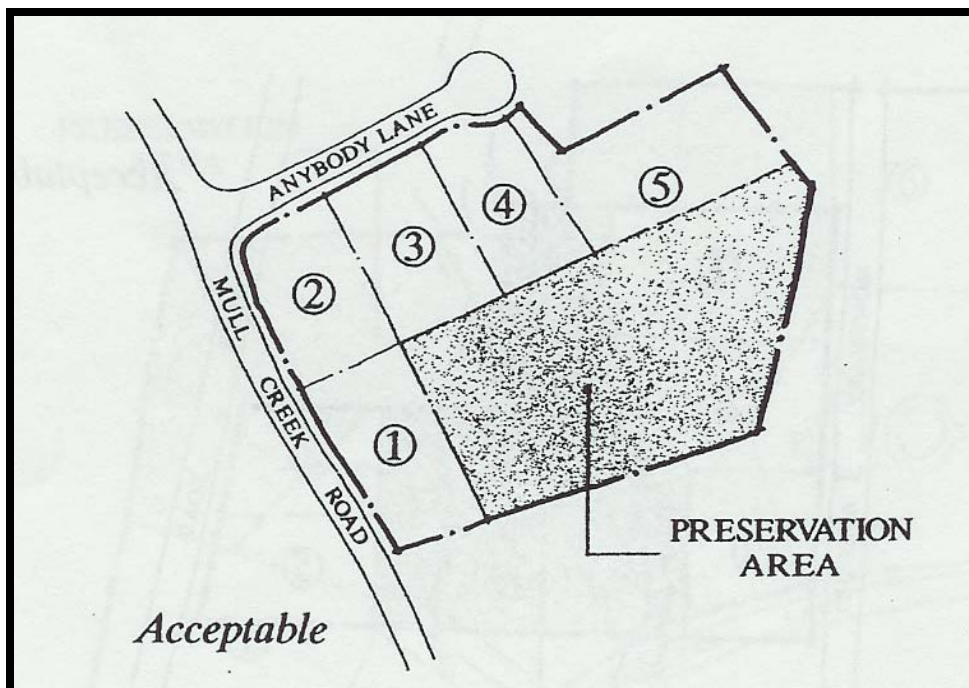 ANYBODY LANE
④
⑤
③
②
MULL CREEK ROAD
①
PRESERVATION
AREA
Acceptable